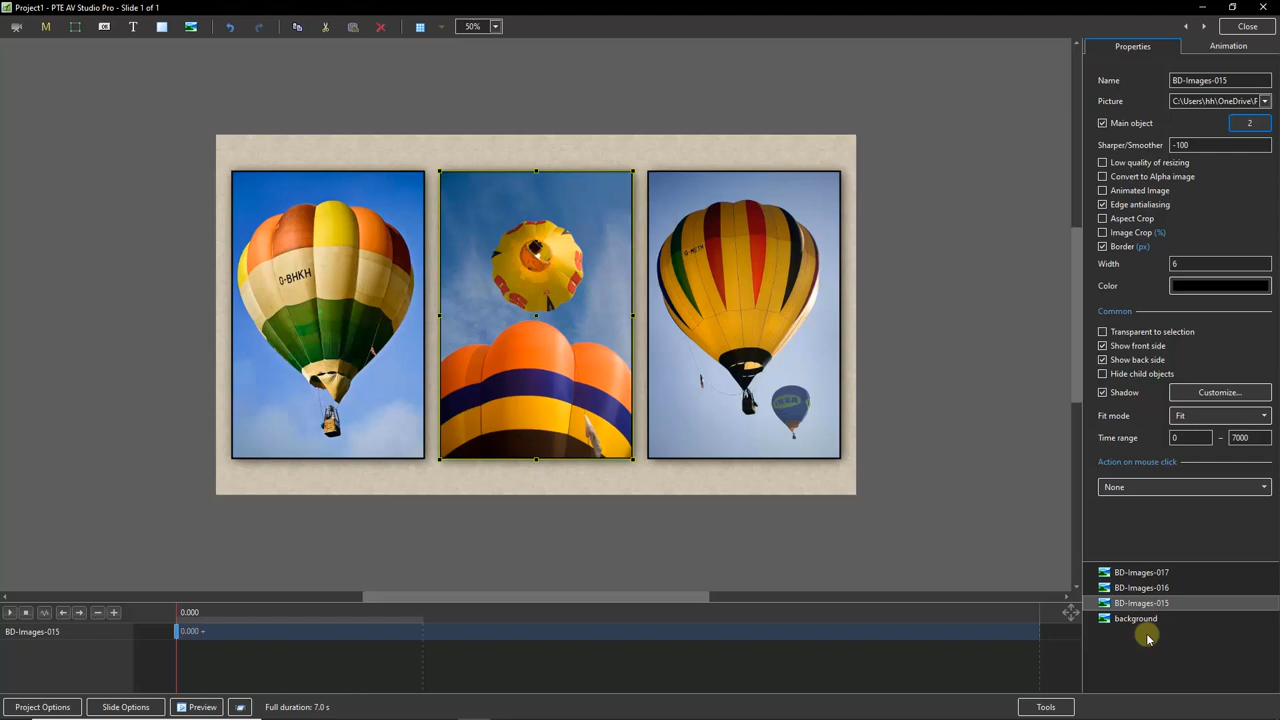 Project1 - PTE AV Studio Pro - Slide 1 of 1
M
OK
T
50%
Close
Properties
Animation
Name
BD-Images-015
Picture
C:\Users\hh\OneDrive\F
Main object
2
Sharper/Smoother
-100
Low quality of resizing
Convert to Alpha image
Animated Image
Edge antialiasing
Aspect Crop
Image Crop (%)
Border (px)
Width
6
Color
Common
Transparent to selection
Show front side
Show back side
Hide child objects
Shadow
Customize...
Fit mode
Fit
Time range
0
–
7000
Action on mouse click
None
G-BHKH
IKEA
BD-Images-017
BD-Images-016
BD-Images-015
background
0.000
BD-Images-015
0.000 +
Project Options
Slide Options
Preview
Full duration: 7.0 s
Tools